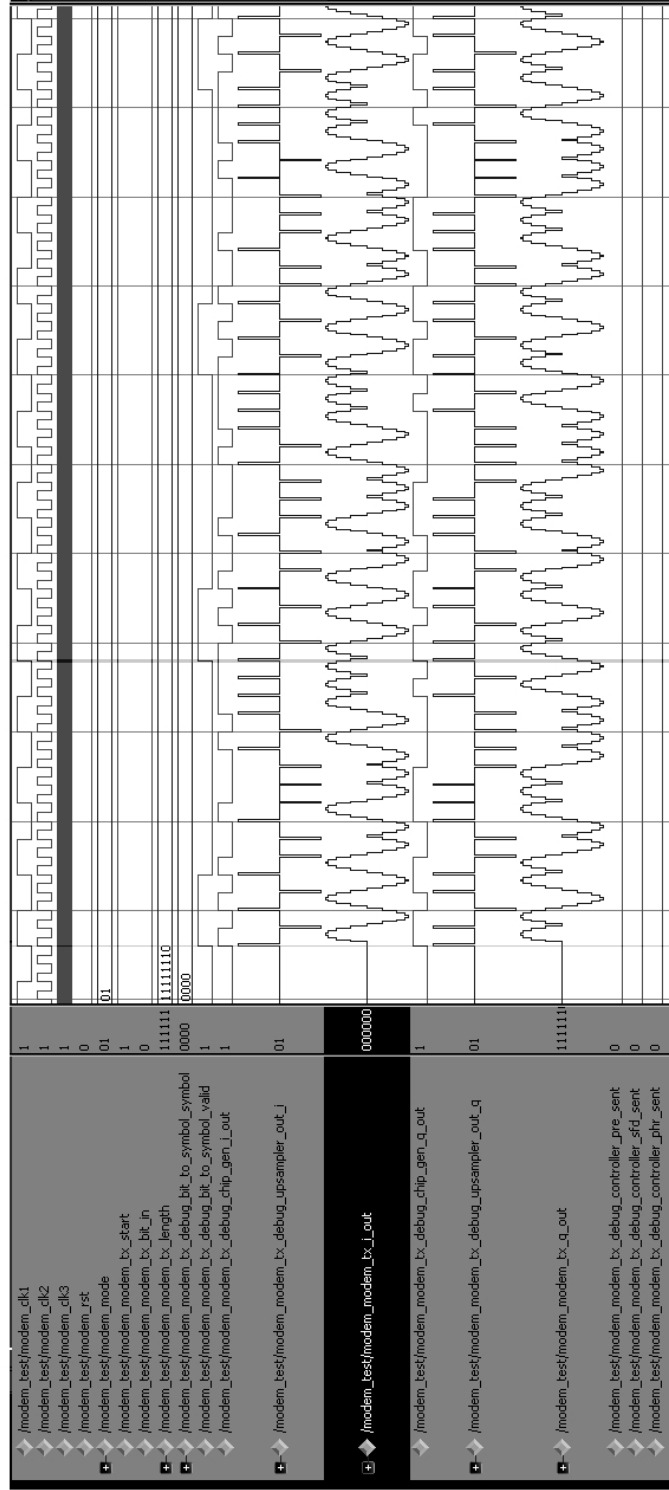 /modem_test/modem_clk1 1
/modem_test/modem_clk2 1
/modem_test/modem_clk3 1
/modem_test/modem_rst 0
/modem_test/modem_mode 01 01
/modem_test/modem_modem_tx_start 1
/modem_test/modem_modem_tx_bit_in 0
/modem_test/modem_modem_tx_length 111111 11111110
/modem_test/modem_modem_tx_debug_bit_to_symbol_symbol 0000 0000
/modem_test/modem_modem_tx_debug_bit_to_symbol_valid 1
/modem_test/modem_modem_tx_debug_chip_gen_i_out 1
/modem_test/modem_modem_tx_debug_upsampler_out_i 01
/modem_test/modem_modem_tx_i_out 000000
/modem_test/modem_modem_tx_debug_chip_gen_q_out 1
/modem_test/modem_modem_tx_debug_upsampler_out_q 01
/modem_test/modem_modem_tx_q_out 111111
/modem_test/modem_modem_tx_debug_controller_pre_sent 0
/modem_test/modem_modem_tx_debug_controller_sfd_sent 0
/modem_test/modem_modem_tx_debug_controller_phr_sent 0